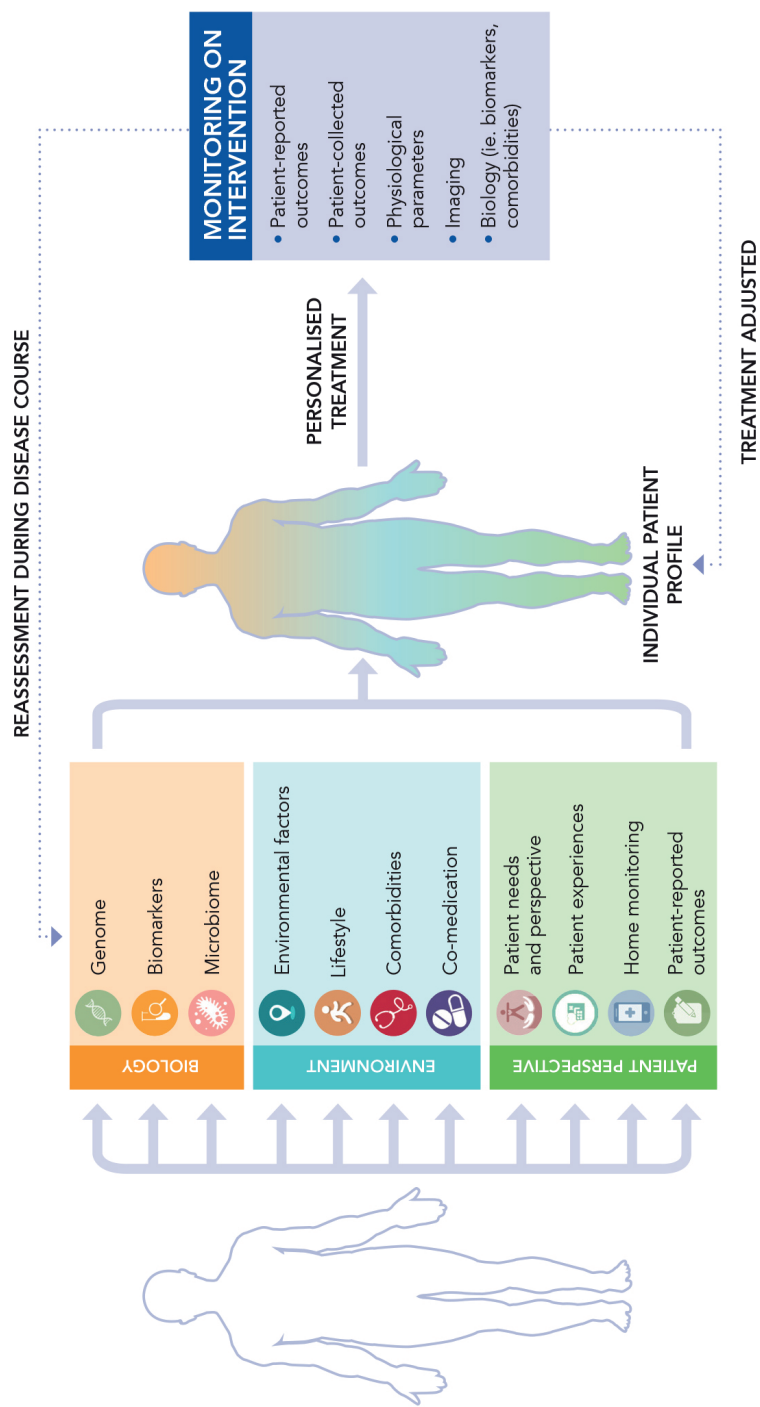 REASSESSMENT DURING DISEASE COURSE
BIOLOGY
Genome
Biomarkers
Microbiome
ENVIRONMENT
Environmental factors
Lifestyle
Comorbidities
Co-medication
PATIENT PERSPECTIVE
Patient needs
and perspective
Patient experiences
Home monitoring
Patient-reported
outcomes
INDIVIDUAL PATIENT
PROFILE
PERSONALISED
TREATMENT
MONITORING ON
INTERVENTION
• Patient-reported
outcomes
• Patient-collected
outcomes
• Physiological
parameters
• Imaging
• Biology (ie. biomarkers,
comorbidities)
TREATMENT ADJUSTED